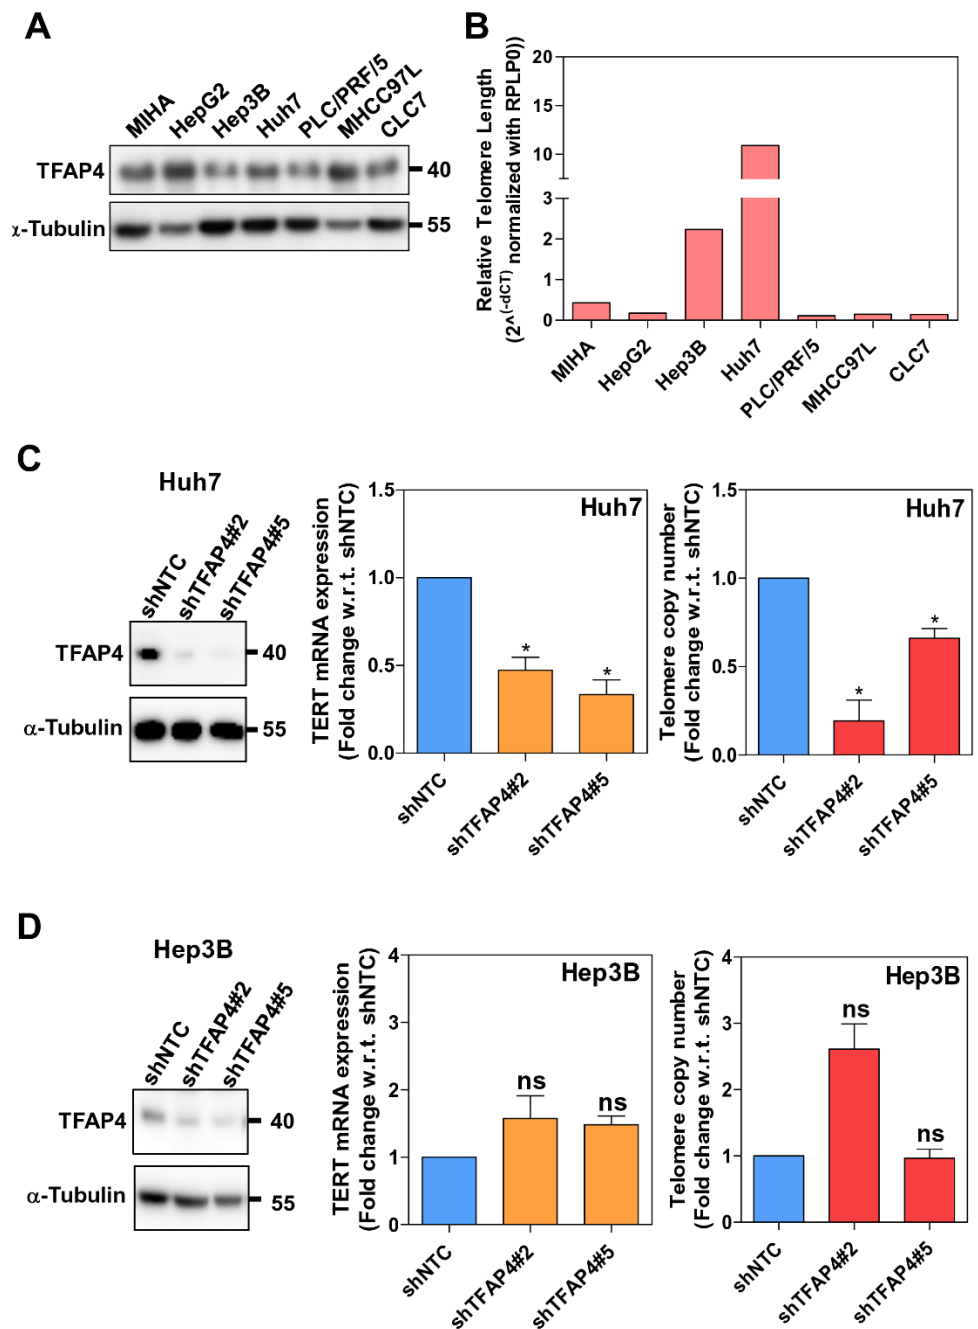 A
MIHA
HepG2
Hep3B
Huh7
PLC/PRF/5
MHCC97L
CLC7
TFAP4
40
α-Tubulin
55
B
Relative Telomere Length
(2^(-dCT) normalized with RPLP0))
20
15
10
5
3
2
1
0
MIHA
HepG2
Hep3B
Huh7
PLC/PRF/5
MHCC97L
CLC7
C
Huh7
shNTC
shTFAP4#2
shTFAP4#5
TFAP4
40
α-Tubulin
55
TERT mRNA expression
(Fold change w.r.t. shNTC)
1.5
1.0
0.5
0.0
Huh7
*
*
shNTC
shTFAP4#2
shTFAP4#5
Telomere copy number
(Fold change w.r.t. shNTC)
1.5
1.0
0.5
0.0
Huh7
*
*
shNTC
shTFAP4#2
shTFAP4#5
D
Hep3B
shNTC
shTFAP4#2
shTFAP4#5
TFAP4
40
α-Tubulin
55
TERT mRNA expression
(Fold change w.r.t. shNTC)
4
3
2
1
0
Hep3B
ns
ns
shNTC
shTFAP4#2
shTFAP4#5
Telomere copy number
(Fold change w.r.t. shNTC)
4
3
2
1
0
Hep3B
ns
ns
shNTC
shTFAP4#2
shTFAP4#5